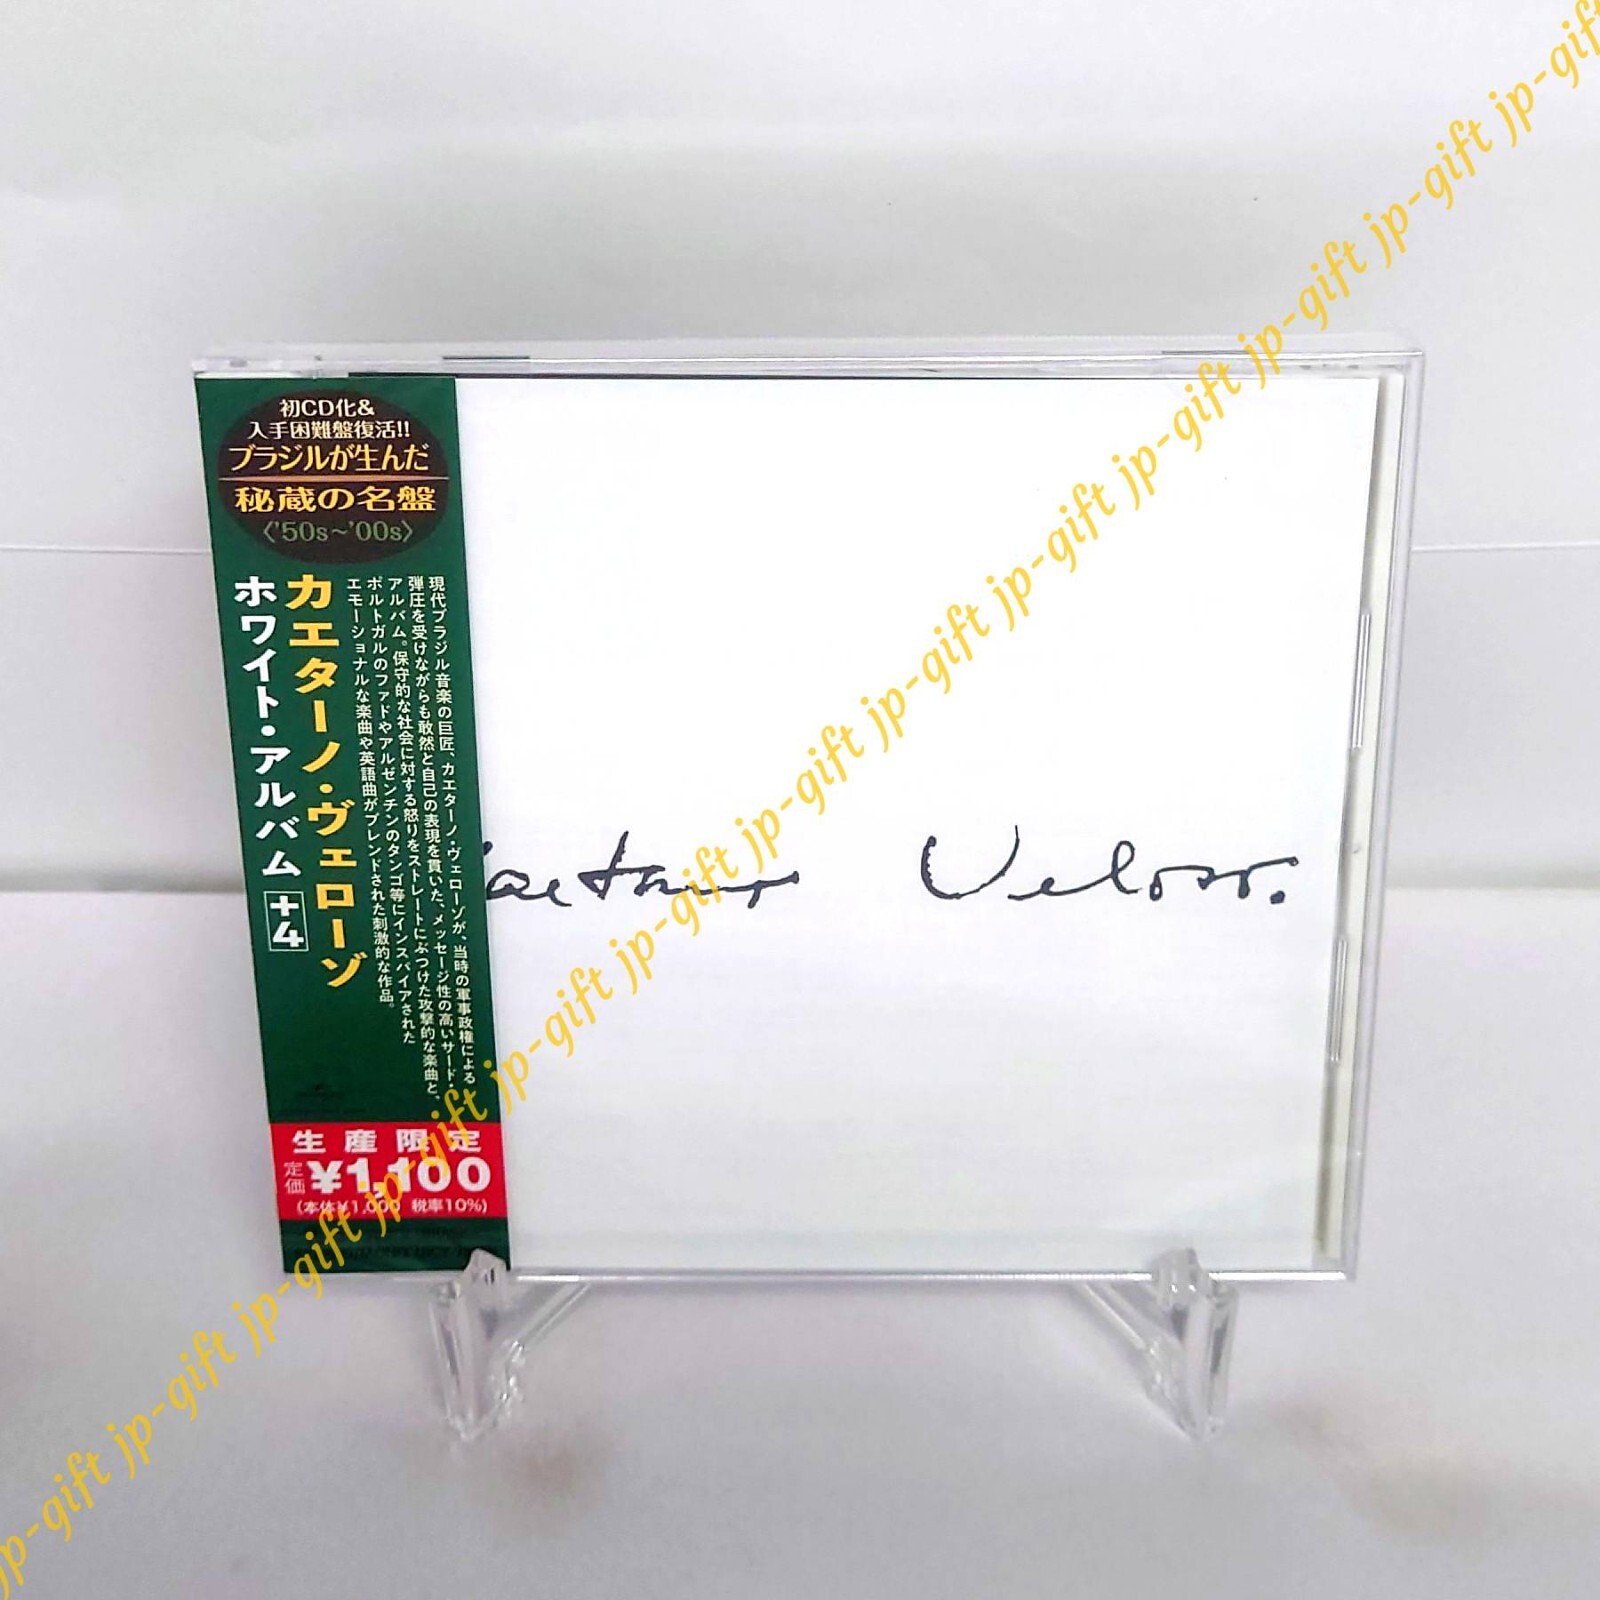 初CD化&
入手困難盤復活!!
ブラジルが生んだ
秘蔵の名盤
〈'50s~'00s〉
現代ブラジル音楽の巨匠、カエターノ・ヴェローゾが、当時の軍事政権による
弾圧を受けながらも敢然と自己の表現を貫いた、メッセージ性の高いサード・
アルバム。保守的な社会に対する怒りをストレートにぶつけた攻撃的な楽曲と、
ポルトガルのファドやアルゼンチンのタンゴ等にインスパイアされた
エモーショナルな楽曲や英語曲がブレンドされた刺激的な作品。
カエターノ・ヴェローゾ
ホワイト・アルバム +4
生産限定
定価 ¥1,100
(本体¥1,000 税率10%)
aetano Veloso.
jp-gift jp-gift jp-gift jp-gift jp-gift jp-gift jp-gift jp-gift jp-gift jp-gift jp-gift jp-gift jp-gift jp-gift jp-gift jp-gift